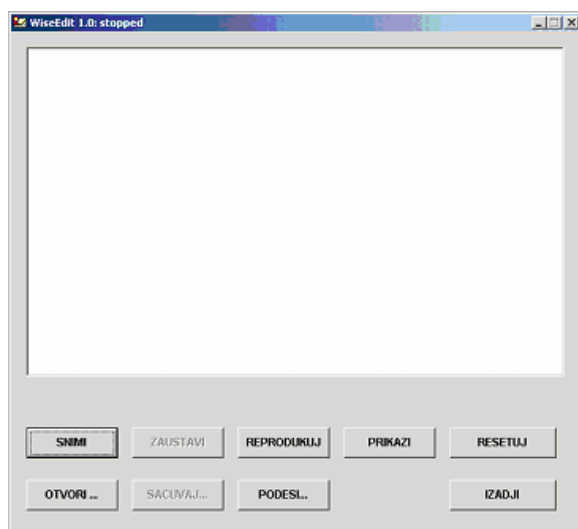 WiseEdit 1.0: stopped
SNIMI ZAUSTAVI REPRODUKUJ PRIKAZI RESETUJ
OTVORI ... SACUVAJ... PODESI... IZADJI